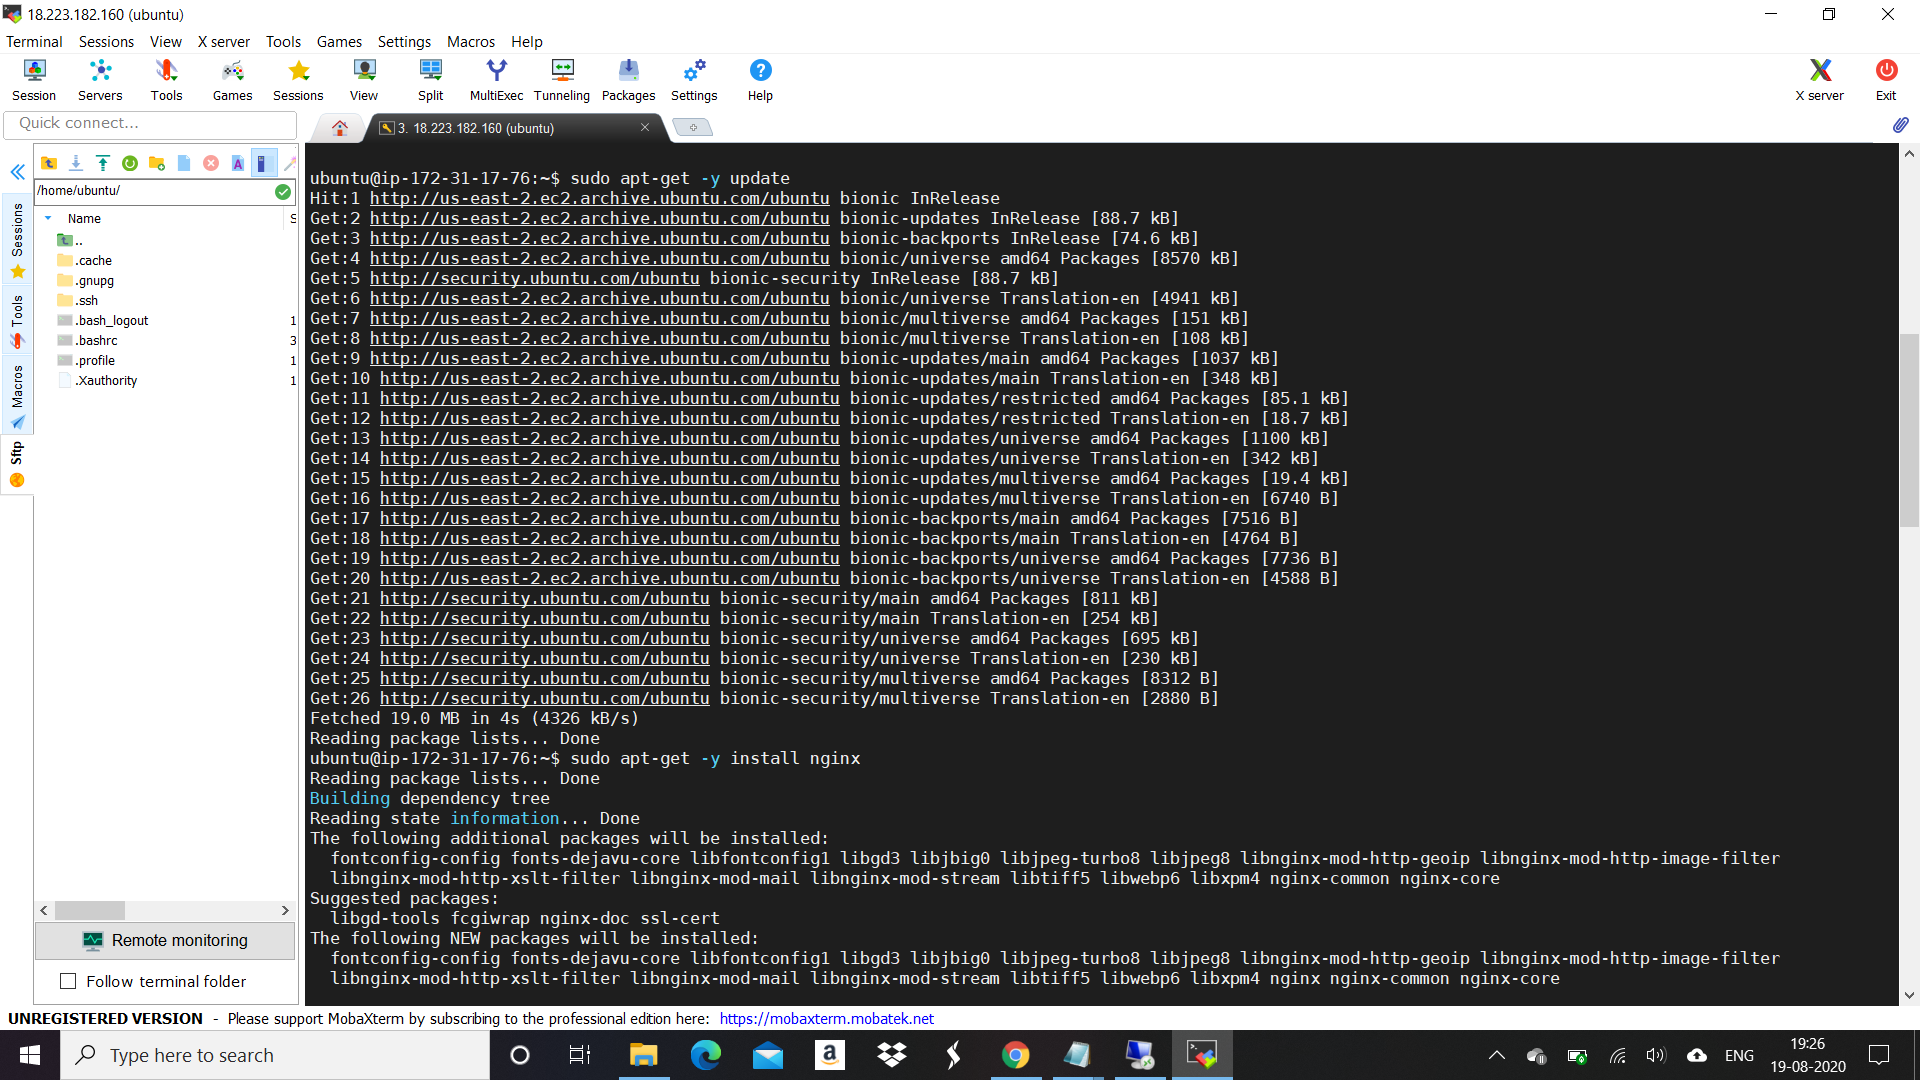 18.223.182.160 (ubuntu)
Terminal Sessions View X server Tools Games Settings Macros Help
Session Servers Tools Games Sessions View Split MultiExec Tunneling Packages Settings Help X server Exit
Quick connect...
3. 18.223.182.160 (ubuntu)
/home/ubuntu/
Name S
..
.cache
.gnupg
.ssh
.bash_logout 1
.bashrc 3
.profile 1
.Xauthority 1
Sessions
Tools
Macros
Sftp
Remote monitoring
Follow terminal folder
ubuntu@ip-172-31-17-76:~$ sudo apt-get -y update
Hit:1 http://us-east-2.ec2.archive.ubuntu.com/ubuntu bionic InRelease
Get:2 http://us-east-2.ec2.archive.ubuntu.com/ubuntu bionic-updates InRelease [88.7 kB]
Get:3 http://us-east-2.ec2.archive.ubuntu.com/ubuntu bionic-backports InRelease [74.6 kB]
Get:4 http://us-east-2.ec2.archive.ubuntu.com/ubuntu bionic/universe amd64 Packages [8570 kB]
Get:5 http://security.ubuntu.com/ubuntu bionic-security InRelease [88.7 kB]
Get:6 http://us-east-2.ec2.archive.ubuntu.com/ubuntu bionic/universe Translation-en [4941 kB]
Get:7 http://us-east-2.ec2.archive.ubuntu.com/ubuntu bionic/multiverse amd64 Packages [151 kB]
Get:8 http://us-east-2.ec2.archive.ubuntu.com/ubuntu bionic/multiverse Translation-en [108 kB]
Get:9 http://us-east-2.ec2.archive.ubuntu.com/ubuntu bionic-updates/main amd64 Packages [1037 kB]
Get:10 http://us-east-2.ec2.archive.ubuntu.com/ubuntu bionic-updates/main Translation-en [348 kB]
Get:11 http://us-east-2.ec2.archive.ubuntu.com/ubuntu bionic-updates/restricted amd64 Packages [85.1 kB]
Get:12 http://us-east-2.ec2.archive.ubuntu.com/ubuntu bionic-updates/restricted Translation-en [18.7 kB]
Get:13 http://us-east-2.ec2.archive.ubuntu.com/ubuntu bionic-updates/universe amd64 Packages [1100 kB]
Get:14 http://us-east-2.ec2.archive.ubuntu.com/ubuntu bionic-updates/universe Translation-en [342 kB]
Get:15 http://us-east-2.ec2.archive.ubuntu.com/ubuntu bionic-updates/multiverse amd64 Packages [19.4 kB]
Get:16 http://us-east-2.ec2.archive.ubuntu.com/ubuntu bionic-updates/multiverse Translation-en [6740 B]
Get:17 http://us-east-2.ec2.archive.ubuntu.com/ubuntu bionic-backports/main amd64 Packages [7516 B]
Get:18 http://us-east-2.ec2.archive.ubuntu.com/ubuntu bionic-backports/main Translation-en [4764 B]
Get:19 http://us-east-2.ec2.archive.ubuntu.com/ubuntu bionic-backports/universe amd64 Packages [7736 B]
Get:20 http://us-east-2.ec2.archive.ubuntu.com/ubuntu bionic-backports/universe Translation-en [4588 B]
Get:21 http://security.ubuntu.com/ubuntu bionic-security/main amd64 Packages [811 kB]
Get:22 http://security.ubuntu.com/ubuntu bionic-security/main Translation-en [254 kB]
Get:23 http://security.ubuntu.com/ubuntu bionic-security/universe amd64 Packages [695 kB]
Get:24 http://security.ubuntu.com/ubuntu bionic-security/universe Translation-en [230 kB]
Get:25 http://security.ubuntu.com/ubuntu bionic-security/multiverse amd64 Packages [8312 B]
Get:26 http://security.ubuntu.com/ubuntu bionic-security/multiverse Translation-en [2880 B]
Fetched 19.0 MB in 4s (4326 kB/s)
Reading package lists... Done
ubuntu@ip-172-31-17-76:~$ sudo apt-get -y install nginx
Reading package lists... Done
Building dependency tree
Reading state information... Done
The following additional packages will be installed:
fontconfig-config fonts-dejavu-core libfontconfig1 libgd3 libjbig0 libjpeg-turbo8 libjpeg8 libnginx-mod-http-geoip libnginx-mod-http-image-filter
libnginx-mod-http-xslt-filter libnginx-mod-mail libnginx-mod-stream libtiff5 libwebp6 libxpm4 nginx-common nginx-core
Suggested packages:
libgd-tools fcgiwrap nginx-doc ssl-cert
The following NEW packages will be installed:
fontconfig-config fonts-dejavu-core libfontconfig1 libgd3 libjbig0 libjpeg-turbo8 libjpeg8 libnginx-mod-http-geoip libnginx-mod-http-image-filter
libnginx-mod-http-xslt-filter libnginx-mod-mail libnginx-mod-stream libtiff5 libwebp6 libxpm4 nginx nginx-common nginx-core
UNREGISTERED VERSION - Please support MobaXterm by subscribing to the professional edition here: https://mobaxterm.mobatek.net
Type here to search
ENG
19:26
19-08-2020